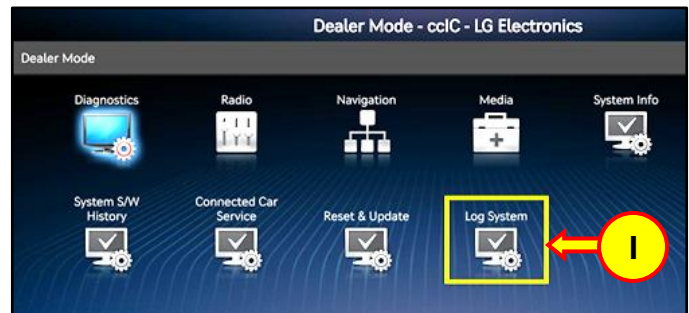 Dealer Mode - ccIC - LG Electronics
Dealer Mode
Diagnostics
Radio
Navigation
Media
System Info
System S/W
History
Connected Car
Service
Reset & Update
Log System
I